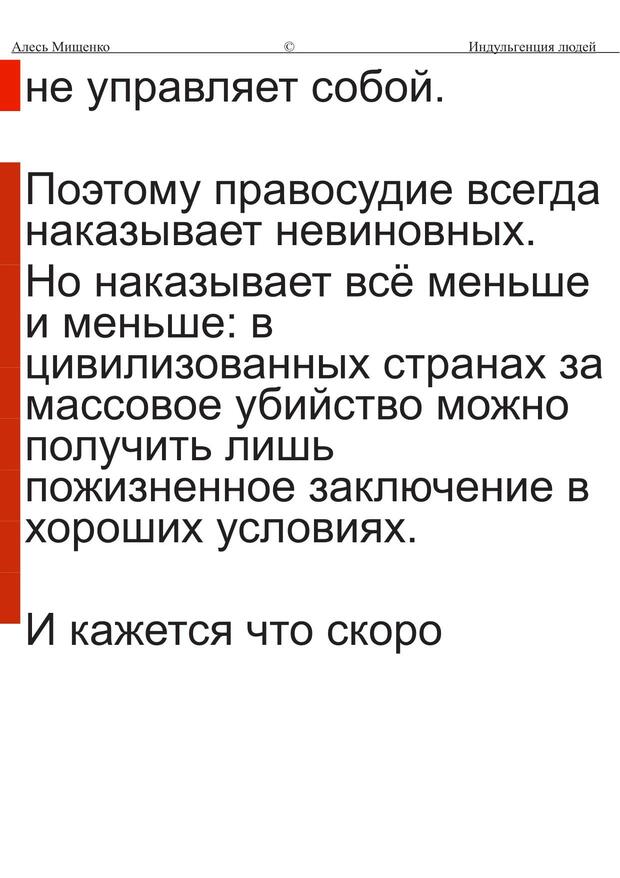 Алесь Мищенко © Индульгенция людей
не управляет собой.
Поэтому правосудие всегда
наказывает невиновных.
Но наказывает всё меньше
и меньше: в
цивилизованных странах за
массовое убийство можно
получить лишь
пожизненное заключение в
хороших условиях.
И кажется что скоро